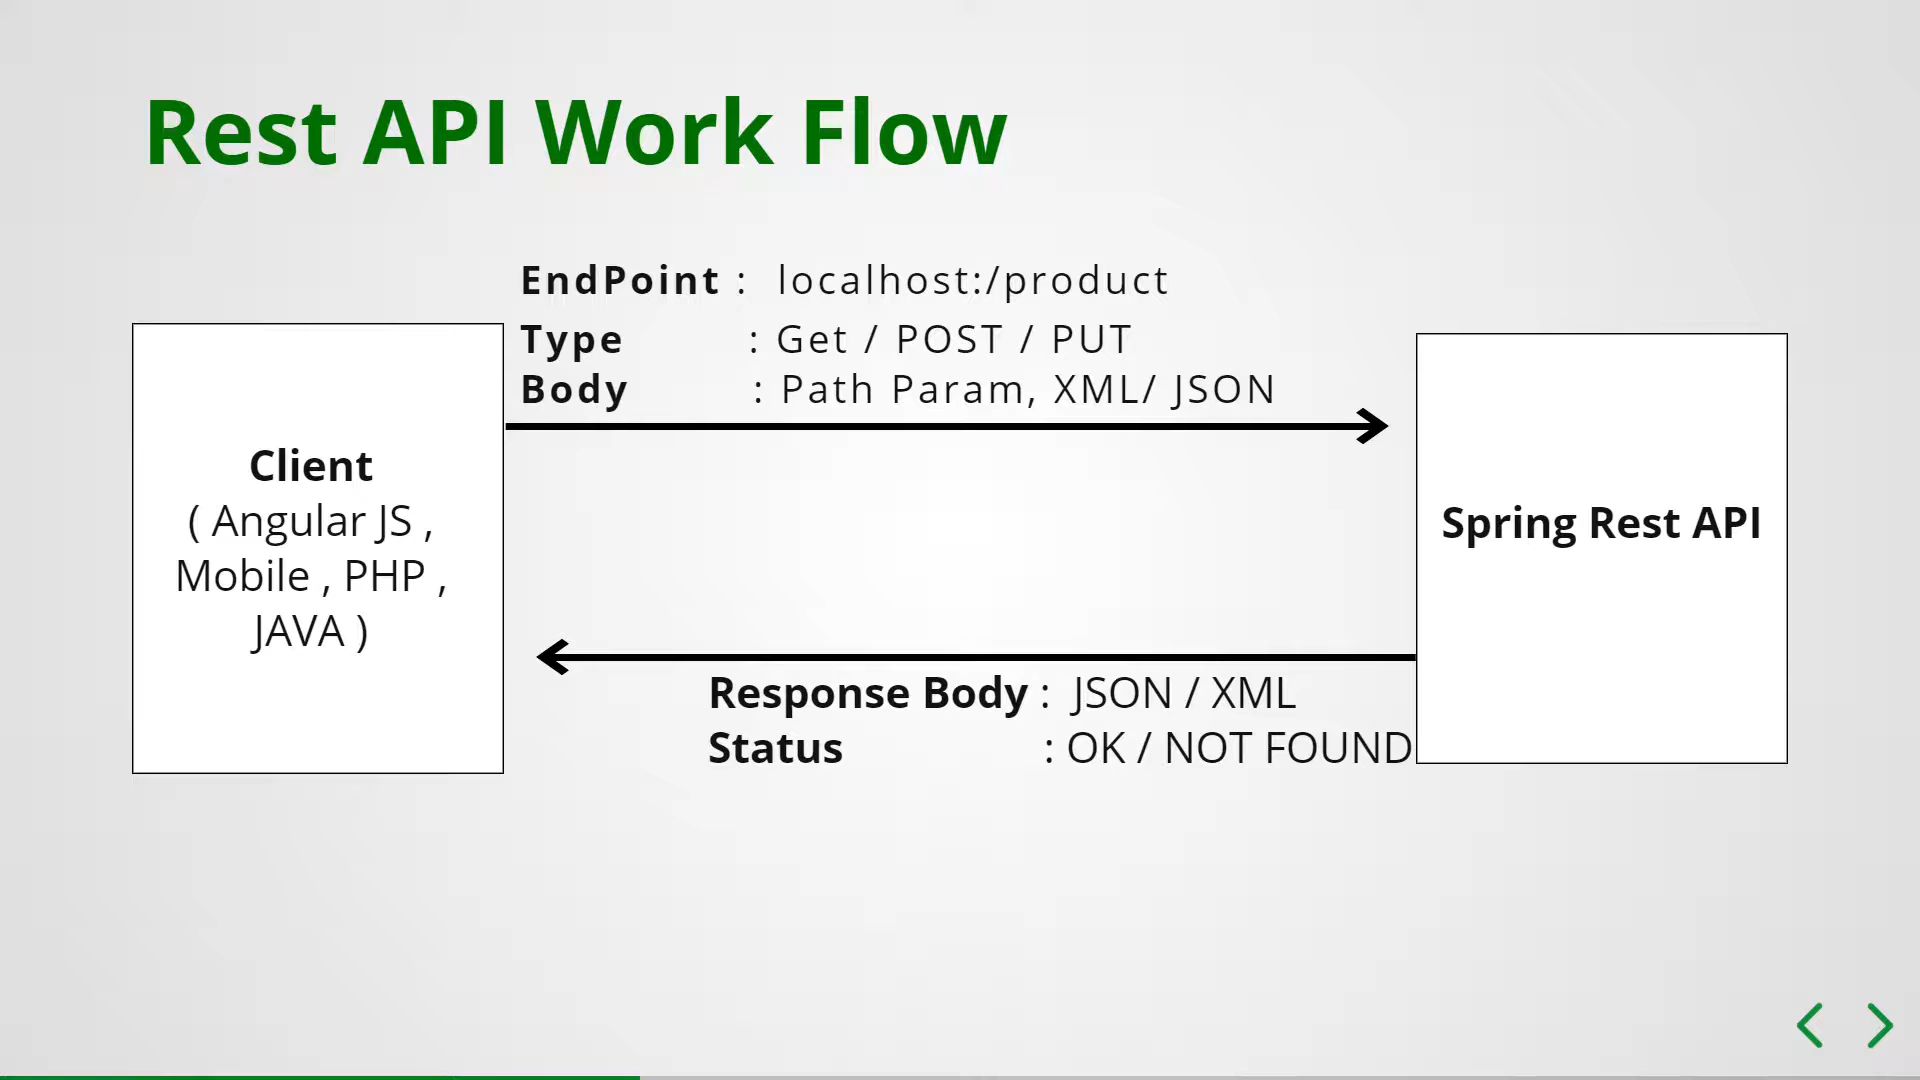 Rest API Work Flow
EndPoint : localhost:/product
Type : Get / POST / PUT
Body : Path Param, XML/ JSON
Client
( Angular JS ,
Mobile , PHP ,
JAVA )
Spring Rest API
Response Body : JSON / XML
Status : OK / NOT FOUND